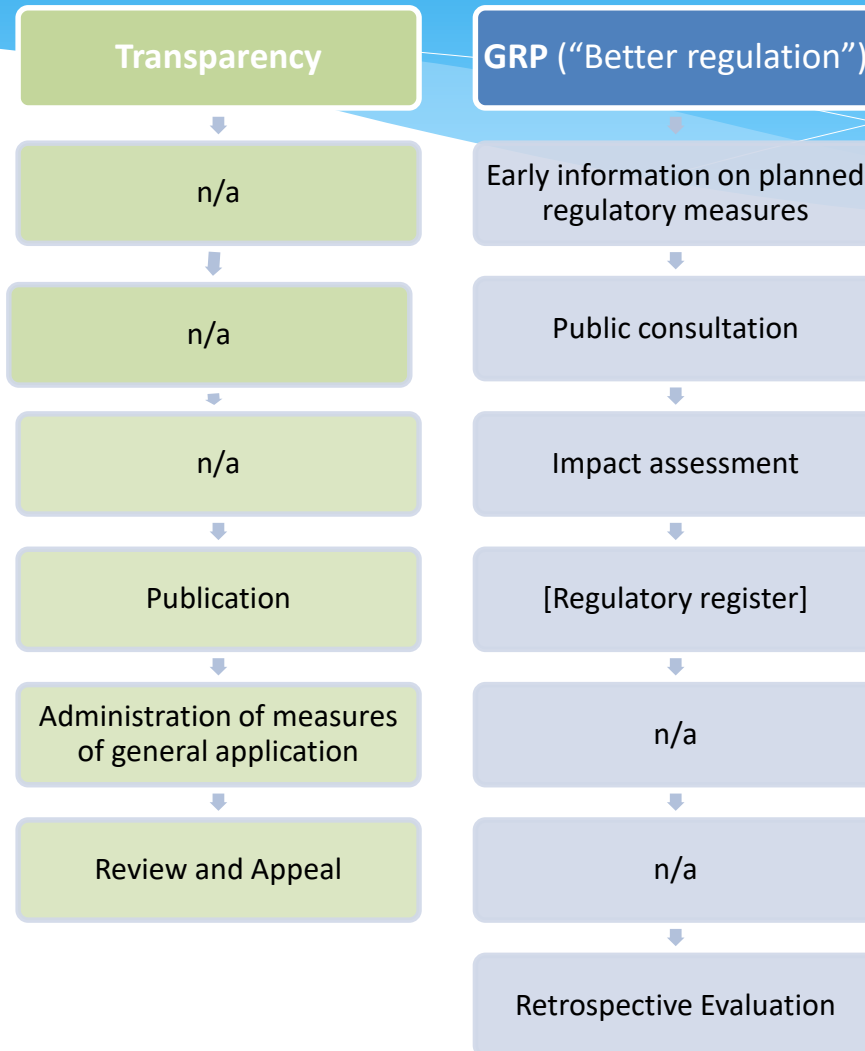 Transparency
n/a
n/a
n/a
Publication
Administration of measures
of general application
Review and Appeal
GRP (“Better regulation”)
Early information on planned
regulatory measures
Public consultation
Impact assessment
[Regulatory register]
n/a
n/a
Retrospective Evaluation